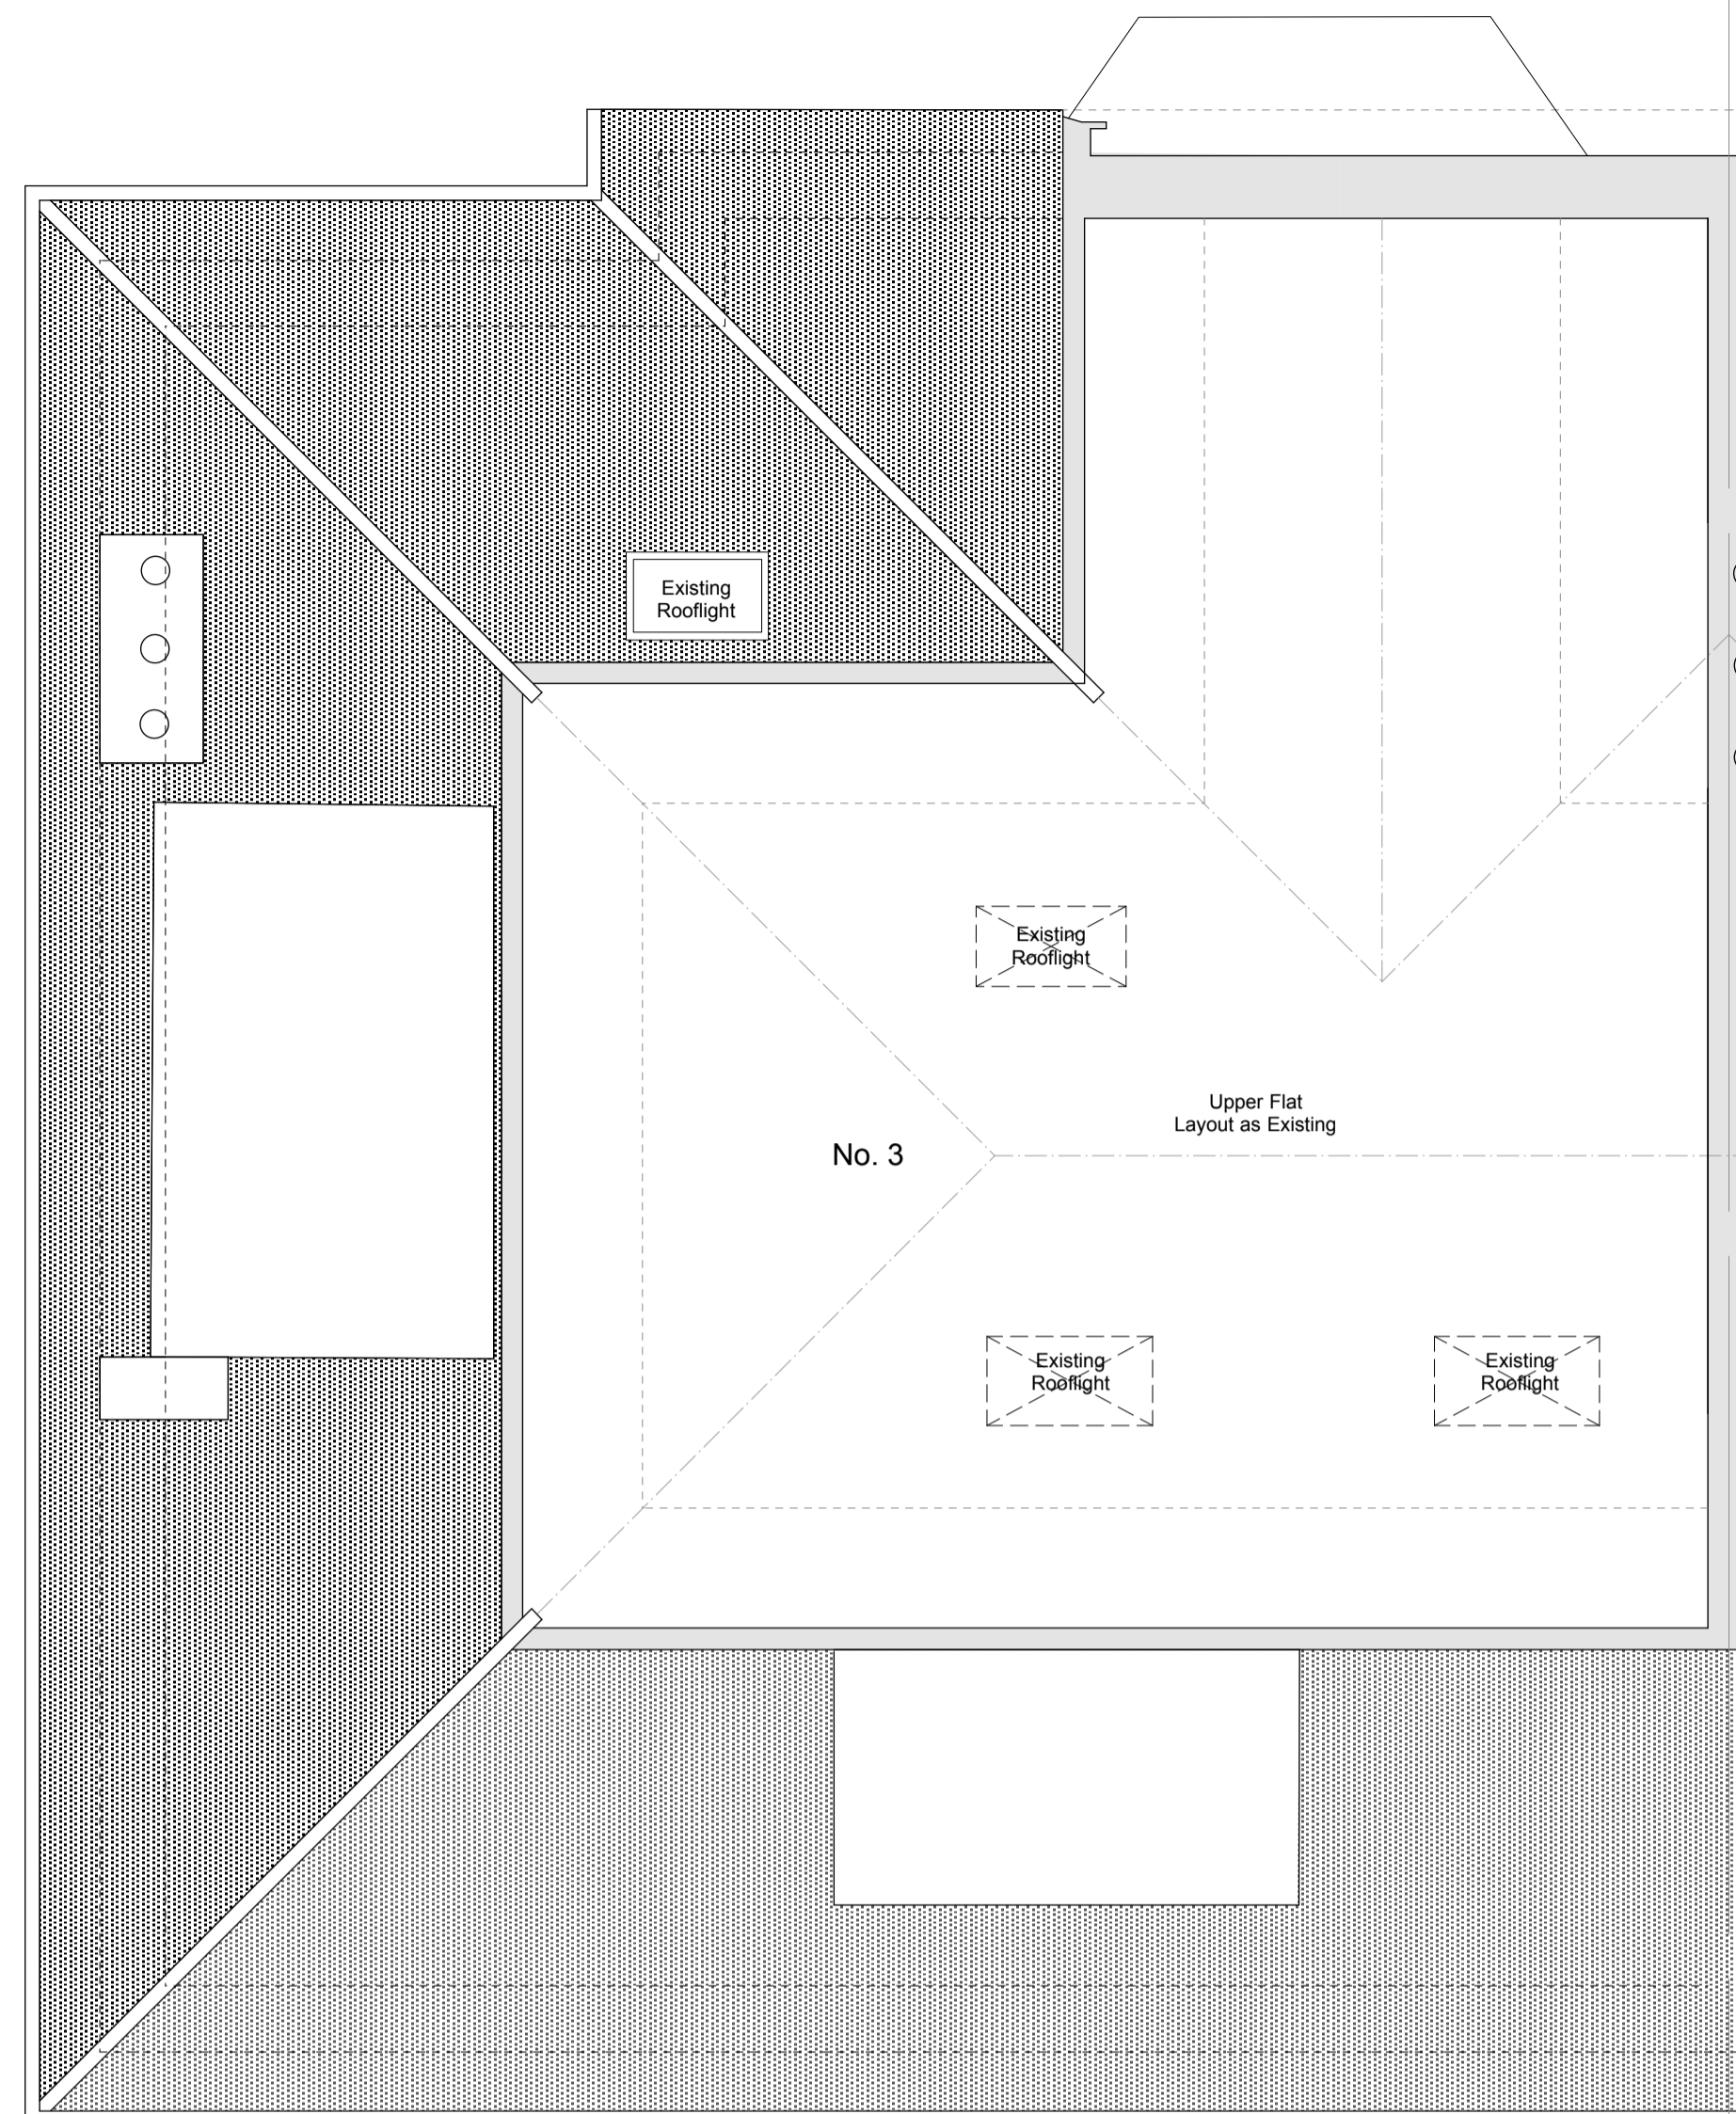 Existing
Rooflight
Existing
Rooflight
Upper Flat
Layout as Existing
No. 3
Existing
Rooflight
Existing
Rooflight